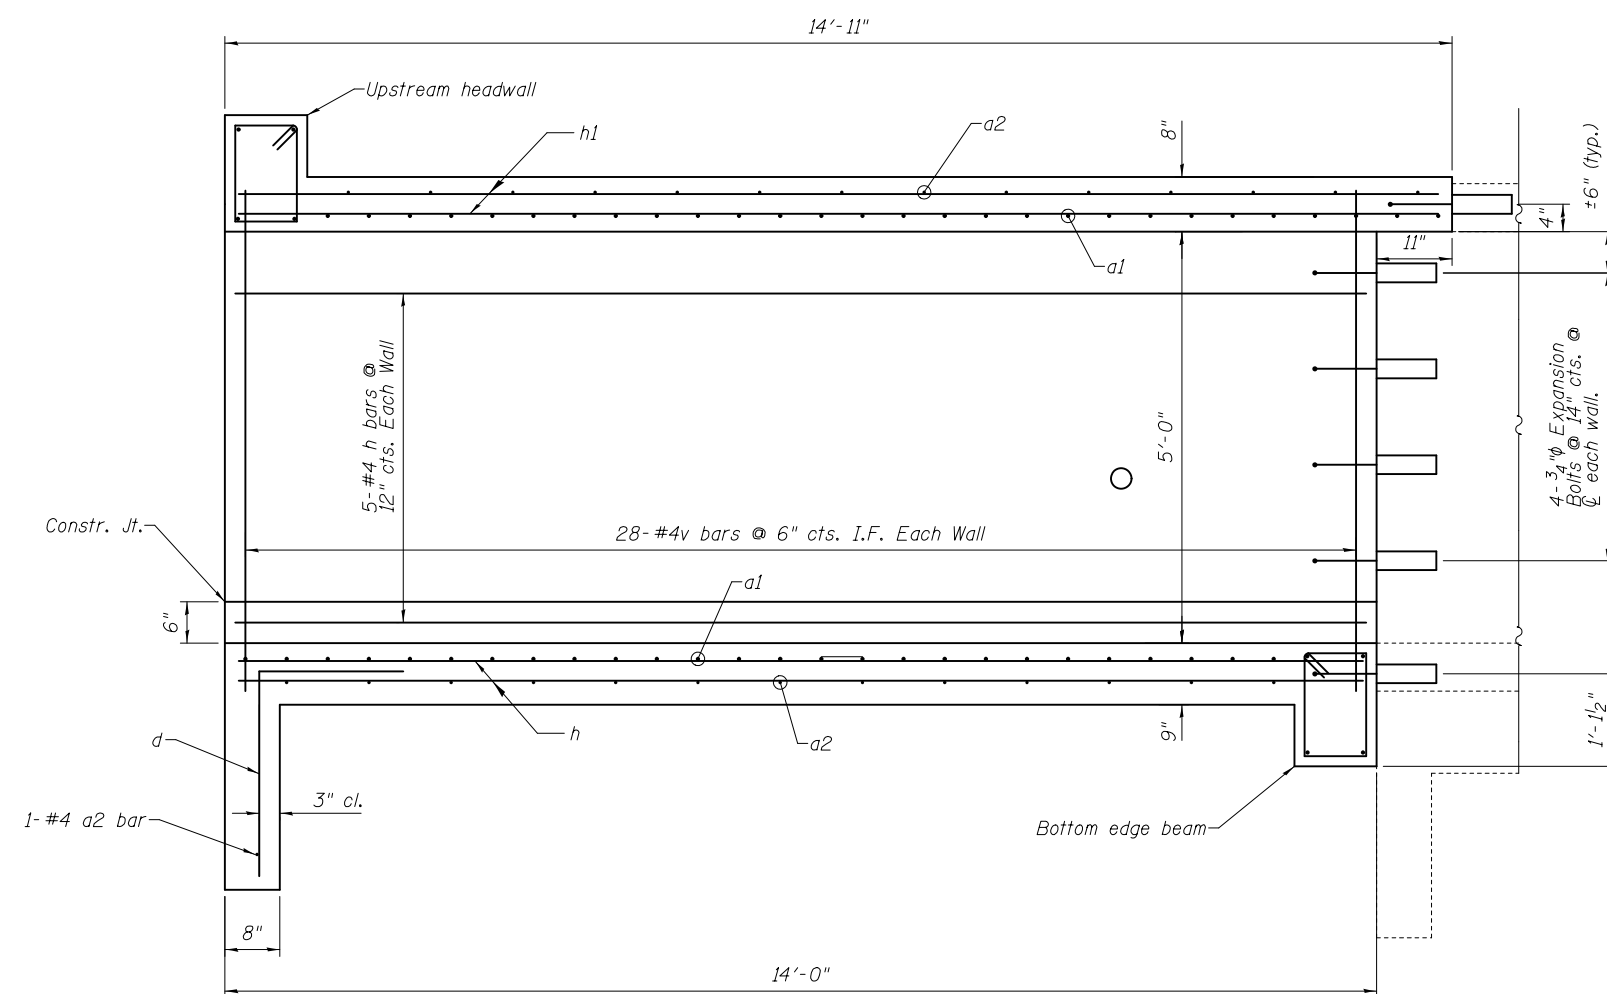 14'-11"
Upstream headwall
h1
a2
8"
±6" (typ.)
4"
11"
a1
5-#4 h bars @
12" cts. Each Wall
5'-0"
4-3/4"ϕ Expansion
Bolts @ 14" cts. @
℄ each wall.
Constr. Jt.
28-#4v bars @ 6" cts. I.F. Each Wall
a1
6"
h
a2
9"
1'-1 1/2"
d
3" cl.
1-#4 a2 bar
Bottom edge beam
8"
14'-0"